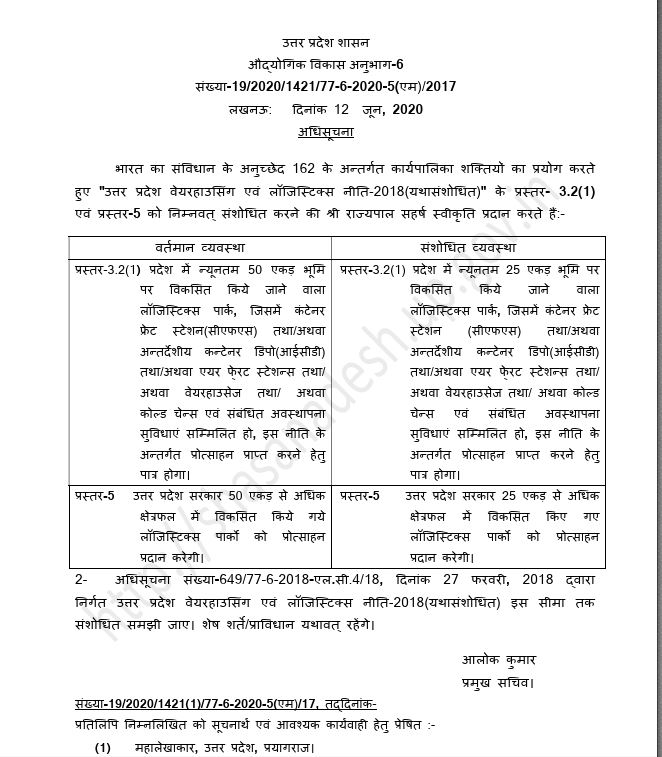 उत्तर प्रदेश शासन
औद्योगिक विकास अनुभाग-6
संख्या-19/2020/1421/77-6-2020-5(एम)/2017
लखनऊ: दिनांक 12 जून, 2020
अधिसूचना
भारत का संविधान के अनुच्छेद 162 के अन्तर्गत कार्यपालिका शक्तियों का प्रयोग करते
हुए "उत्तर प्रदेश वेयरहाउसिंग एवं लॉजिस्टिक्स नीति-2018(यथासंशोधित)" के प्रस्तर- 3.2(1)
एवं प्रस्तर-5 को निम्नवत् संशोधित करने की श्री राज्यपाल सहर्ष स्वीकृति प्रदान करते हैं:-
वर्तमान व्यवस्था
प्रस्तर-3.2(1) प्रदेश में न्यूनतम 50 एकड़ भूमि
पर विकसित किये जाने वाला
लॉजिस्टिक्स पार्क, जिसमें कंटेनर
फ्रेट स्टेशन(सीएफएस) तथा/अथवा
अन्तर्देशीय कन्टेनर डिपो(आईसीडी)
तथा/अथवा एयर फ्रेट स्टेशन्स तथा/
अथवा वेयरहाउसेज तथा/ अथवा
कोल्ड चेन्स एवं संबंधित अवस्थापना
सुविधाएं सम्मिलित हो, इस नीति के
अन्तर्गत प्रोत्साहन प्राप्त करने हेतु
पात्र होगा।
संशोधित व्यवस्था
प्रस्तर-3.2(1) प्रदेश में न्यूनतम 25 एकड़ भूमि पर
विकसित किये जाने वाला
लॉजिस्टिक्स पार्क, जिसमें कंटेनर फ्रेट
स्टेशन (सीएफएस) तथा/अथवा
अन्तर्देशीय कन्टेनर डिपो(आईसीडी)
तथा/अथवा एयर फ्रेट स्टेशन्स तथा/
अथवा वेयरहाउसेज तथा/ अथवा कोल्ड
चेन्स एवं संबंधित अवस्थापना
सुविधाएं सम्मिलित हो, इस नीति के
अन्तर्गत प्रोत्साहन प्राप्त करने हेतु
पात्र होगा।
प्रस्तर-5 उत्तर प्रदेश सरकार 50 एकड़ से अधिक
क्षेत्रफल में विकसित किये गये
लॉजिस्टिक्स पार्कों को प्रोत्साहन
प्रदान करेगी।
प्रस्तर-5 उत्तर प्रदेश सरकार 25 एकड़ से अधिक
क्षेत्रफल में विकसित किए गए
लॉजिस्टिक्स पार्कों को प्रोत्साहन
प्रदान करेगी।
2- अधिसूचना संख्या-649/77-6-2018-एल.सी.4/18, दिनांक 27 फरवरी, 2018 द्वारा
निर्गत उत्तर प्रदेश वेयरहाउसिंग एवं लॉजिस्टिक्स नीति-2018(यथासंशोधित) इस सीमा तक
संशोधित समझी जाए। शेष शर्ते/प्राविधान यथावत् रहेंगे।
आलोक कुमार
प्रमुख सचिव।
संख्या-19/2020/1421(1)/77-6-2020-5(एम)/17, तद्दिनांक-
प्रतिलिपि निम्नलिखित को सूचनार्थ एवं आवश्यक कार्यवाही हेतु प्रेषित :-
(1) महालेखाकार, उत्तर प्रदेश, प्रयागराज।
http://shasanadesh.up.gov.in